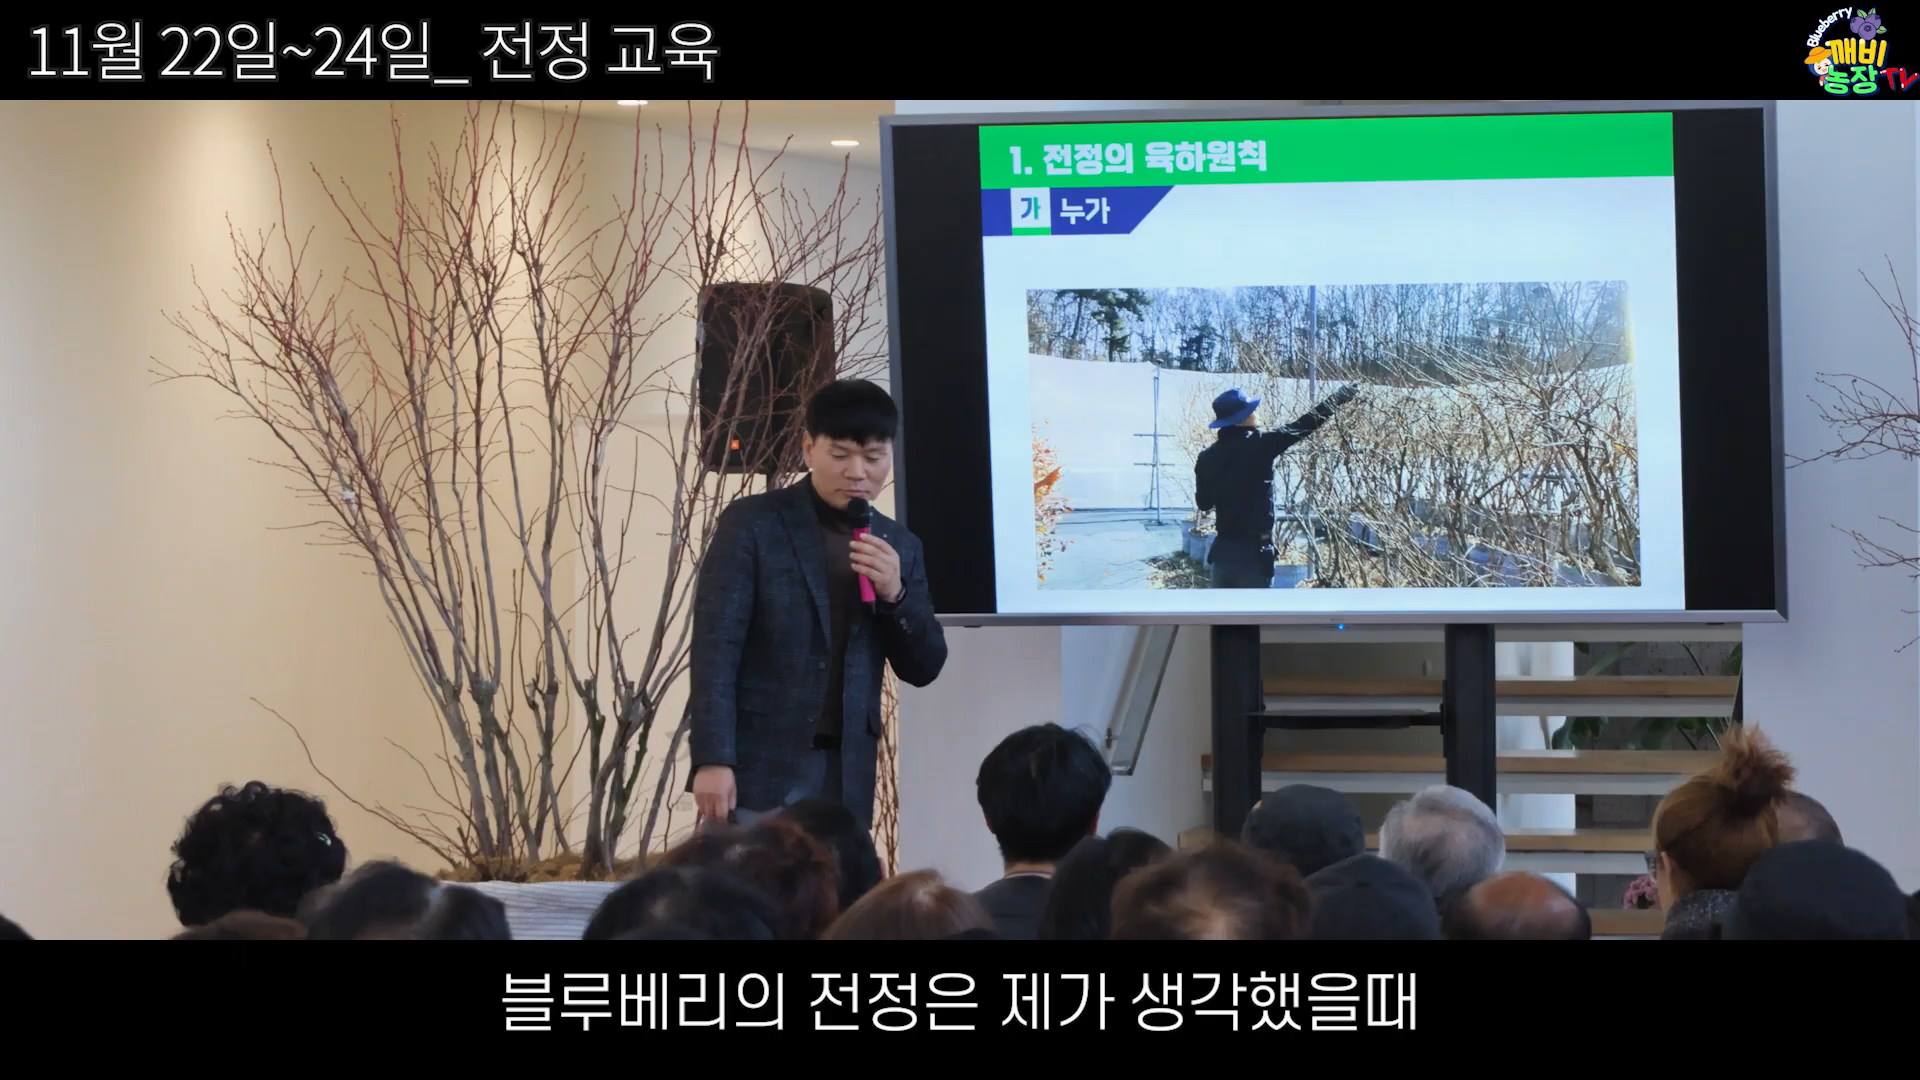 11월 22일~24일_ 전정 교육
Blueberry
깨비
농장TV
1. 전정의 육하원칙
가 누가
블루베리의 전정은 제가 생각했을때